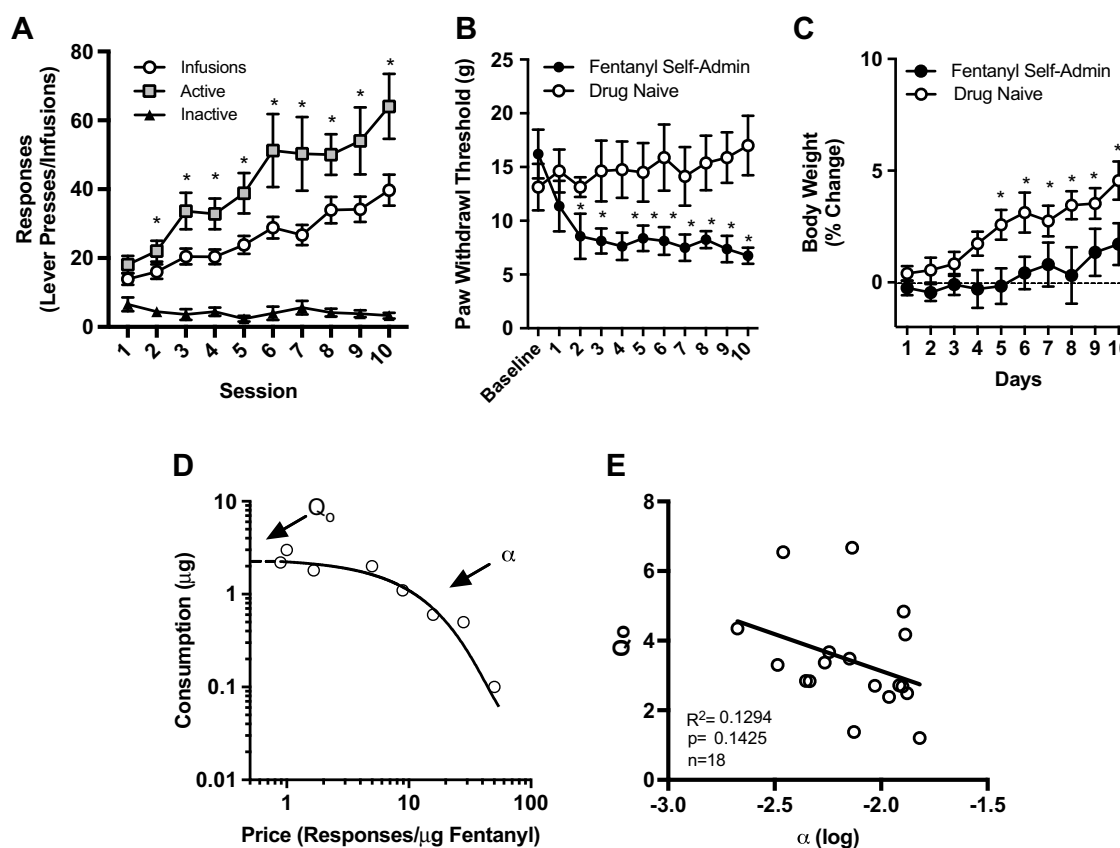 A
Responses
(Lever Presses/Infusions)
80
60
40
20
0
Infusions
Active
Inactive
* * * * * * * * *
1 2 3 4 5 6 7 8 9 10
Session
B
Paw Withdrawl Threshold (g)
25
20
15
10
5
0
Fentanyl Self-Admin
Drug Naive
* * * * * * * * *
Baseline 1 2 3 4 5 6 7 8 9 10
C
Body Weight
(% Change)
10
5
0
Fentanyl Self-Admin
Drug Naive
* * * * * *
1 2 3 4 5 6 7 8 9 10
Days
D
Consumption (μg)
10
1
0.1
0.01
Qo
α
1 10 100
Price (Responses/μg Fentanyl)
E
Qo
8
6
4
2
0
R²= 0.1294
p= 0.1425
n=18
-3.0 -2.5 -2.0 -1.5
α (log)